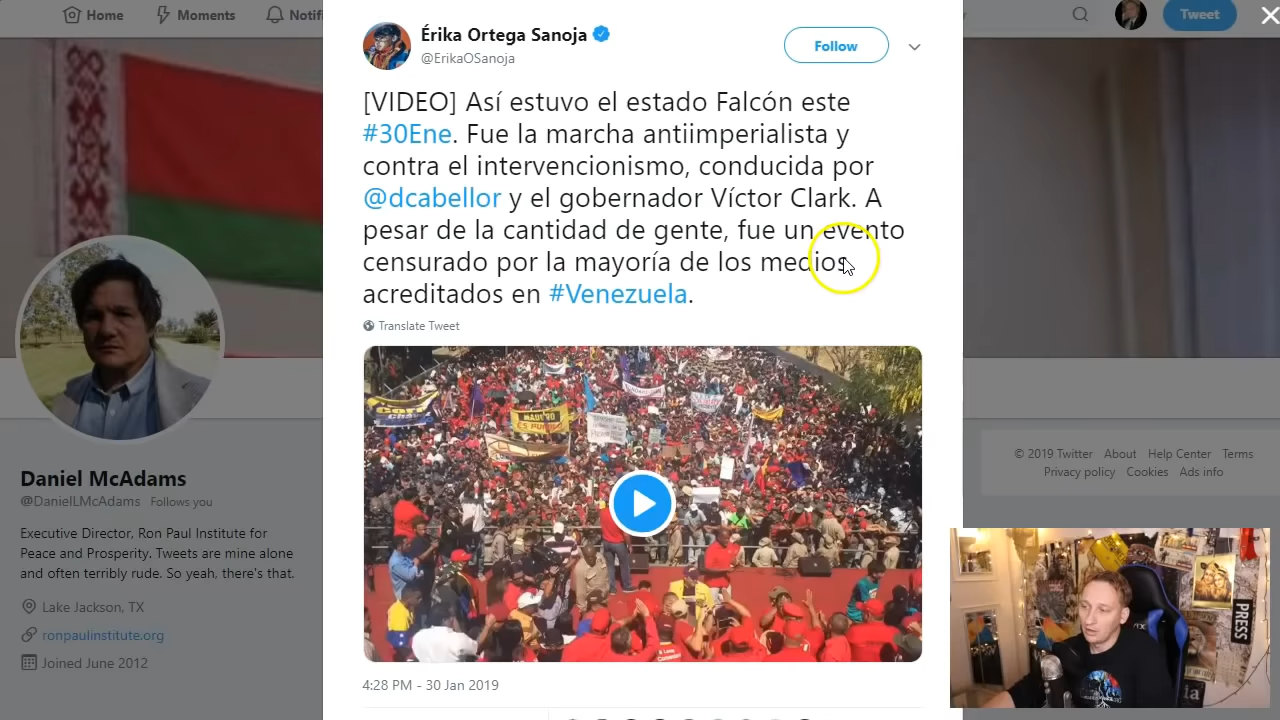 Home
Moments
Notifi
Tweet
Érika Ortega Sanoja
@ErikaOSanoja
Follow
[VIDEO] Así estuvo el estado Falcón este
#30Ene. Fue la marcha antiimperialista y
contra el intervencionismo, conducida por
@dcabellor y el gobernador Víctor Clark. A
pesar de la cantidad de gente, fue un evento
censurado por la mayoría de los medios
acreditados en #Venezuela.
Translate Tweet
4:28 PM - 30 Jan 2019
Daniel McAdams
@DanielLMcAdams Follows you
Executive Director, Ron Paul Institute for
Peace and Prosperity. Tweets are mine alone
and often terribly rude. So yeah, there's that.
Lake Jackson, TX
ronpaulinstitute.org
Joined June 2012
© 2019 Twitter About Help Center Terms
Privacy policy Cookies Ads info
PRESS